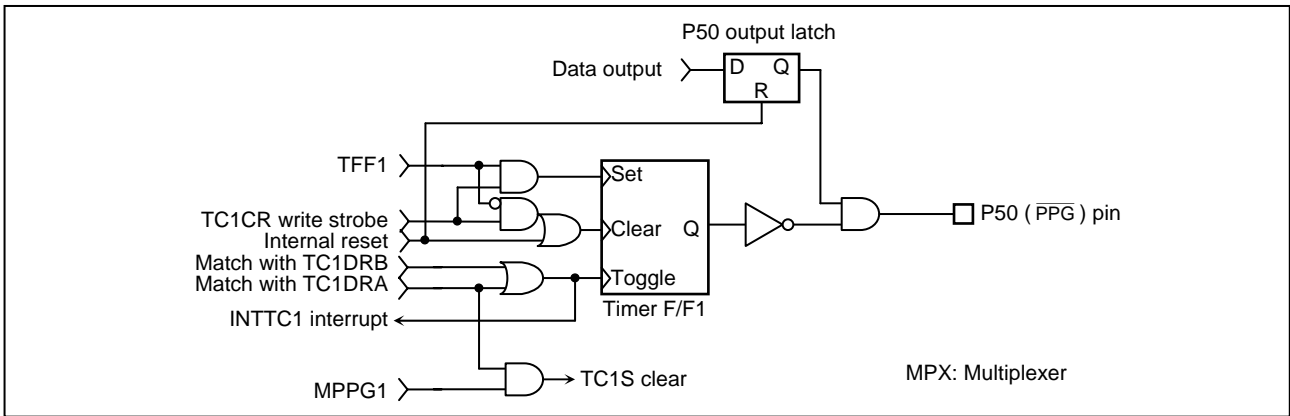 P50 output latch
Data output
D Q
R
TFF1
Set
TC1CR write strobe
Internal reset
Clear Q
P50 ( P̅P̅G̅ ) pin
Match with TC1DRB
Match with TC1DRA
Toggle
Timer F/F1
INTTC1 interrupt
TC1S clear
MPX: Multiplexer
MPPG1